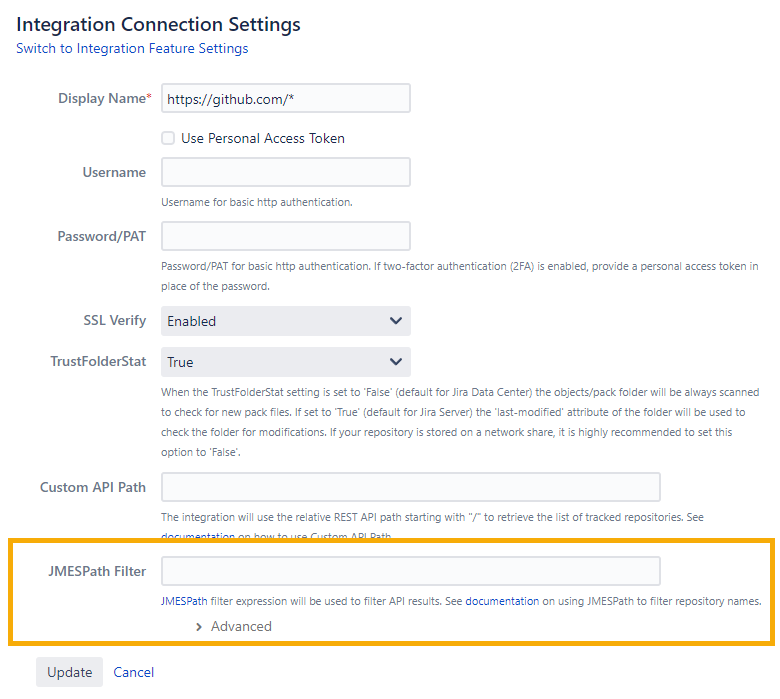 Integration Connection Settings
Switch to Integration Feature Settings
Display Name*
https://github.com/*
Use Personal Access Token
Username
Username for basic http authentication.
Password/PAT
Password/PAT for basic http authentication. If two-factor authentication (2FA) is enabled, provide a personal access token in
place of the password.
SSL Verify
Enabled
TrustFolderStat
True
When the TrustFolderStat setting is set to 'False' (default for Jira Data Center) the objects/pack folder will be always scanned
to check for new pack files. If set to 'True' (default for Jira Server) the 'last-modified' attribute of the folder will be used to
check the folder for modifications. If your repository is stored on a network share, it is highly recommended to set this
option to 'False'.
Custom API Path
The integration will use the relative REST API path starting with "/" to retrieve the list of tracked repositories. See
documentation on how to use Custom API Path.
JMESPath Filter
JMESPath filter expression will be used to filter API results. See documentation on using JMESPath to filter repository names.
Advanced
Update
Cancel